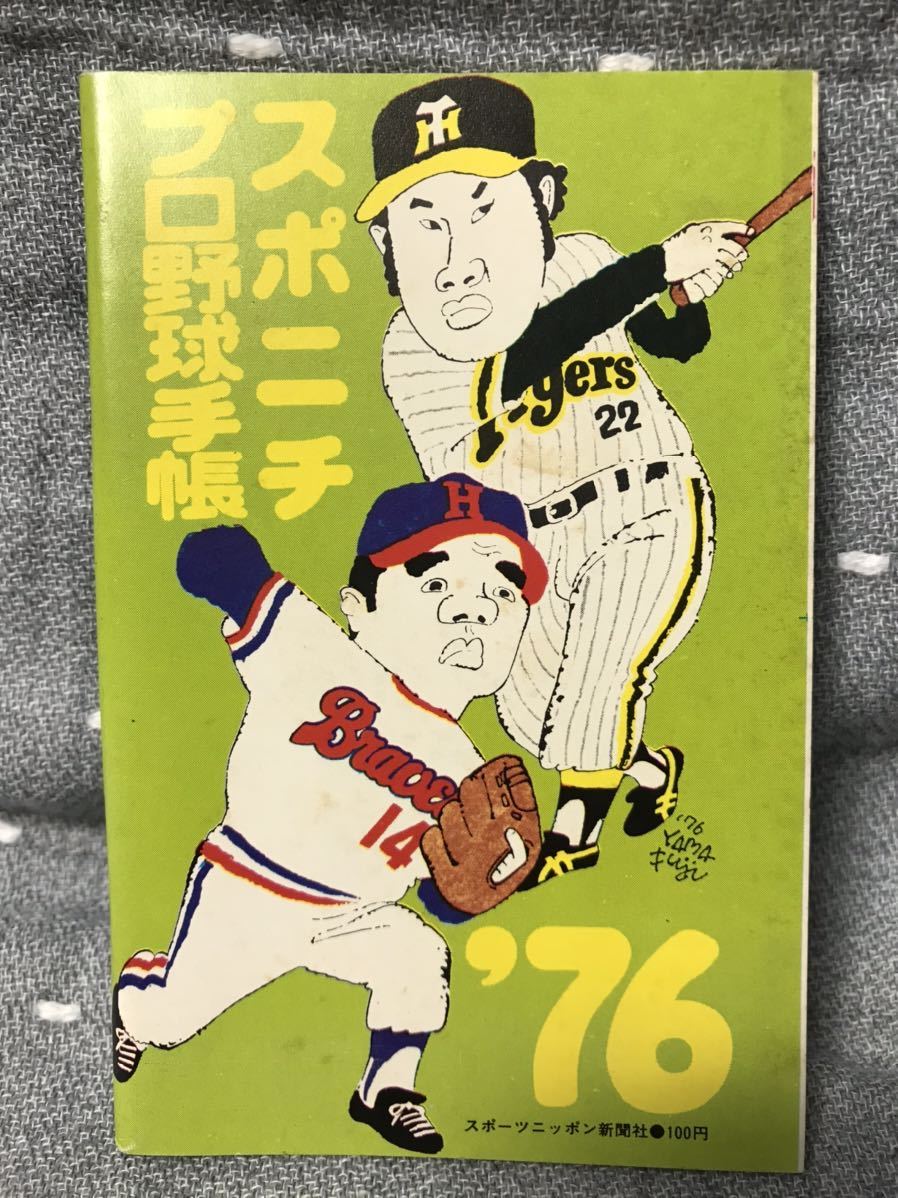 スポニチ
プロ野球手帳
Tigers
22
H
Braves
14
'76
YAMA
'76
スポーツニッポン新聞社●100円